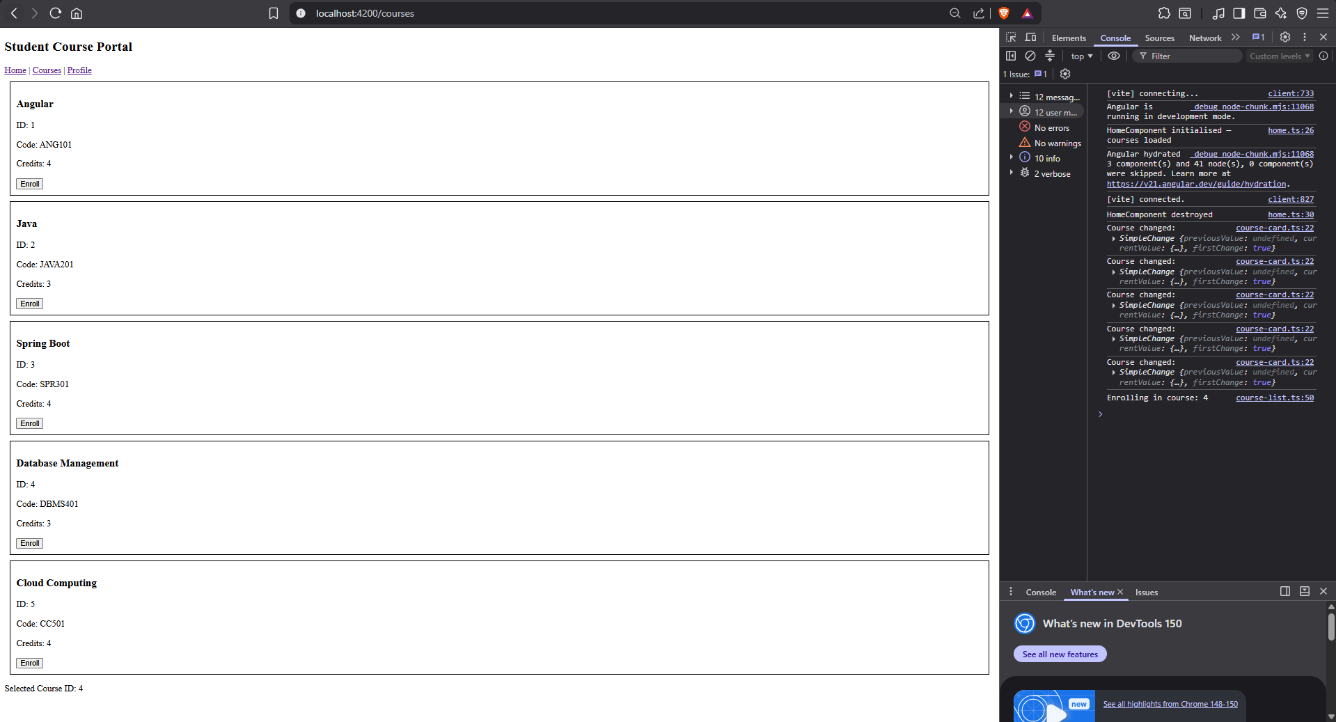 localhost:4200/courses
Student Course Portal
Home | Courses | Profile
Angular
ID: 1
Code: ANG101
Credits: 4
Enroll
Java
ID: 2
Code: JAVA201
Credits: 3
Enroll
Spring Boot
ID: 3
Code: SPR301
Credits: 4
Enroll
Database Management
ID: 4
Code: DBMS401
Credits: 3
Enroll
Cloud Computing
ID: 5
Code: CC501
Credits: 4
Enroll
Selected Course ID: 4
Elements Console Sources Network 1
top Filter Custom levels
1 Issue: 1
12 messag...
12 user m...
No errors
No warnings
10 info
2 verbose
[vite] connecting... client:733
Angular is _debug_node-chunk.mjs:11068
running in development mode.
HomeComponent initialised — home.ts:26
courses loaded
Angular hydrated _debug_node-chunk.mjs:11068
3 component(s) and 41 node(s), 0 component(s)
were skipped. Learn more at
https://v21.angular.dev/guide/hydration.
[vite] connected. client:827
HomeComponent destroyed home.ts:30
Course changed: course-card.ts:22
SimpleChange {previousValue: undefined, cur
rentValue: {…}, firstChange: true}
Course changed: course-card.ts:22
SimpleChange {previousValue: undefined, cur
rentValue: {…}, firstChange: true}
Course changed: course-card.ts:22
SimpleChange {previousValue: undefined, cur
rentValue: {…}, firstChange: true}
Course changed: course-card.ts:22
SimpleChange {previousValue: undefined, cur
rentValue: {…}, firstChange: true}
Course changed: course-card.ts:22
SimpleChange {previousValue: undefined, cur
rentValue: {…}, firstChange: true}
Enrolling in course: 4 course-list.ts:50
Console What's new Issues
What's new in DevTools 150
See all new features
new
See all highlights from Chrome 148-150